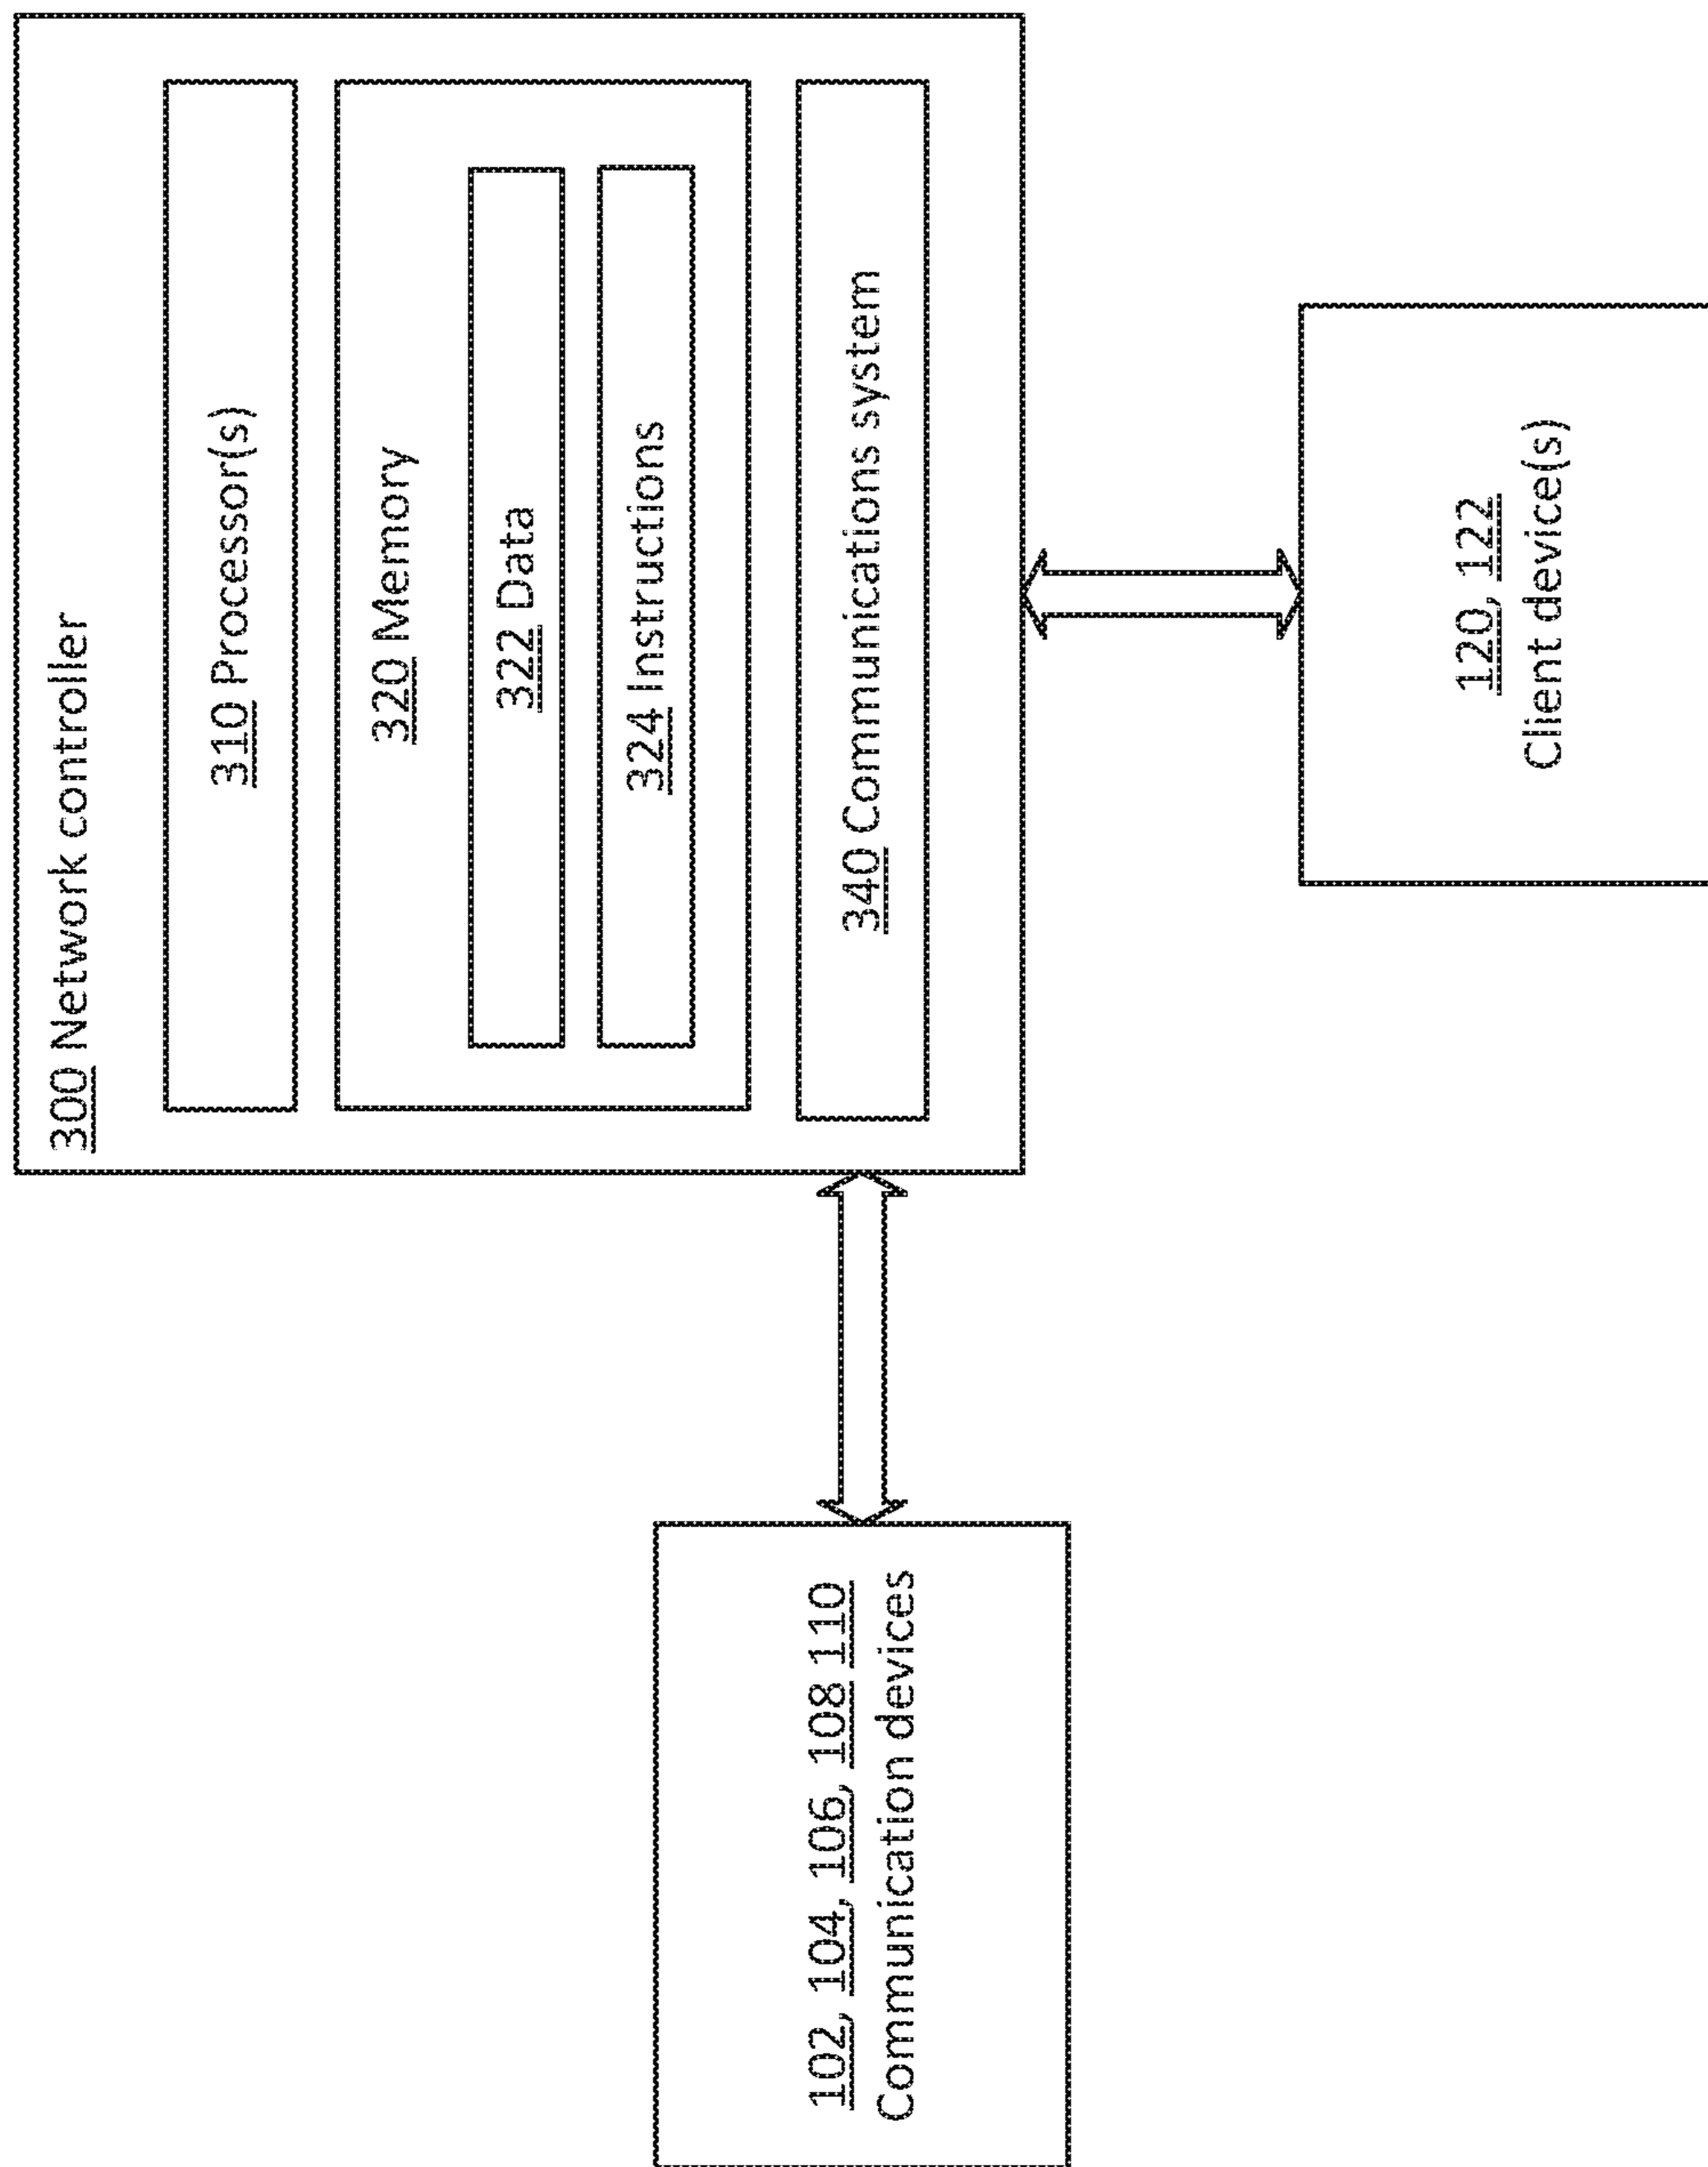 300 Network controller
310 Processor(s)
320 Memory
322 Data
324 Instructions
340 Communications system
102, 104, 106, 108 110
Communication devices
120, 122
Client device(s)